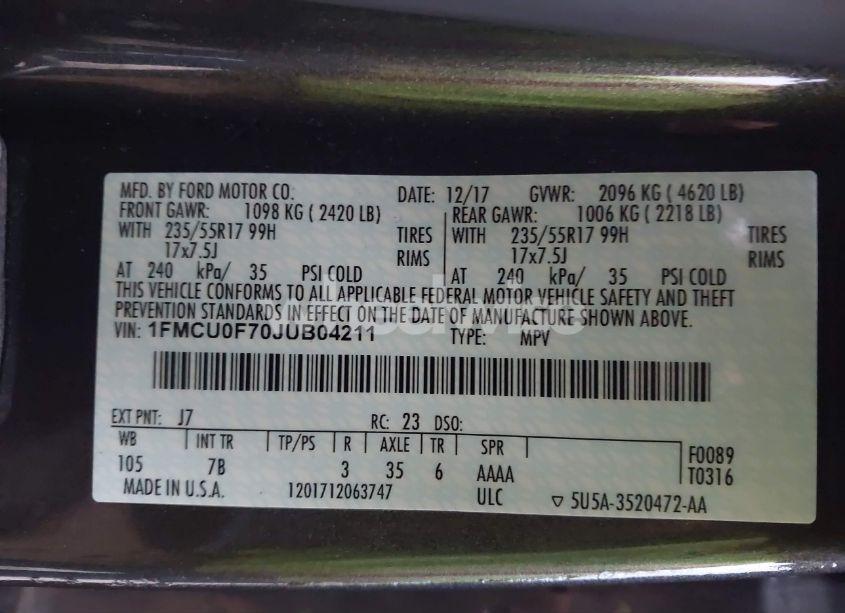 MFD. BY FORD MOTOR CO. DATE: 12/17 GVWR: 2096 KG ( 4620 LB)
FRONT GAWR: 1098 KG ( 2420 LB) REAR GAWR: 1006 KG ( 2218 LB)
WITH 235/55R17 99H TIRES WITH 235/55R17 99H TIRES
17x7.5J RIMS 17x7.5J RIMS
AT 240 kPa/ 35 PSI COLD AT 240 kPa/ 35 PSI COLD
THIS VEHICLE CONFORMS TO ALL APPLICABLE FEDERAL MOTOR VEHICLE SAFETY AND THEFT
PREVENTION STANDARDS IN EFFECT ON THE DATE OF MANUFACTURE SHOWN ABOVE.
VIN: 1FMCU0F70JUB04211 TYPE: MPV
EXT PNT: J7 RC: 23 DSO:
WB INT TR TP/PS R AXLE TR SPR F0089
105 7B 3 35 6 AAAA T0316
MADE IN U.S.A. 1201712063747 ULC 5U5A-3520472-AA